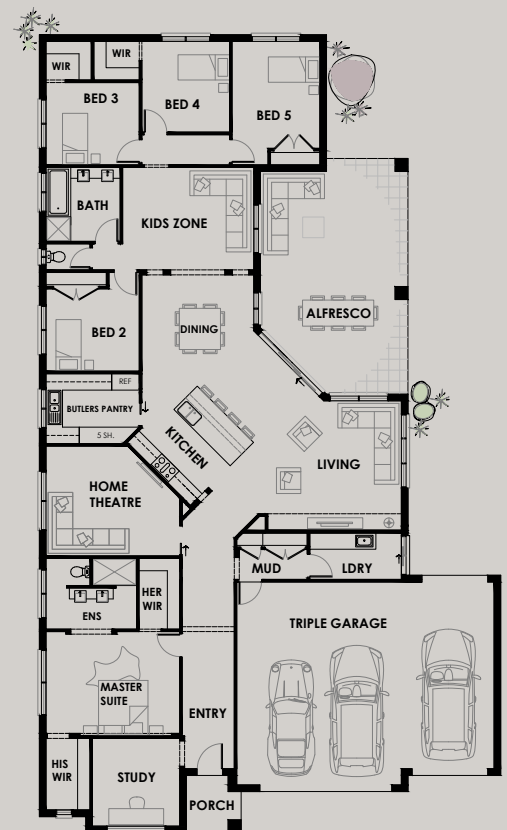 WIR
WIR
BED 3
BED 4
BED 5
BATH
KIDS ZONE
BED 2
DINING
ALFRESCO
REF
BUTLERS PANTRY
5 SH.
KITCHEN
LIVING
HOME
THEATRE
MUD
LDRY
HER
WIR
ENS
TRIPLE GARAGE
MASTER
SUITE
ENTRY
HIS
WIR
STUDY
PORCH